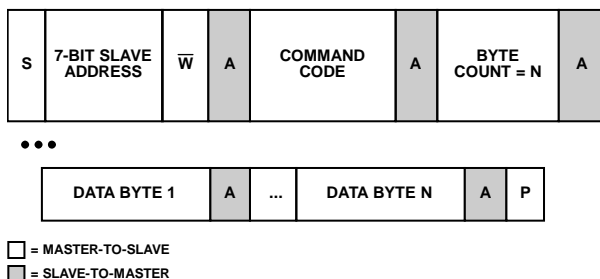 S 7-BIT SLAVE ADDRESS W̅ A COMMAND CODE A BYTE COUNT = N A
•••
DATA BYTE 1 A ... DATA BYTE N A P
= MASTER-TO-SLAVE
= SLAVE-TO-MASTER